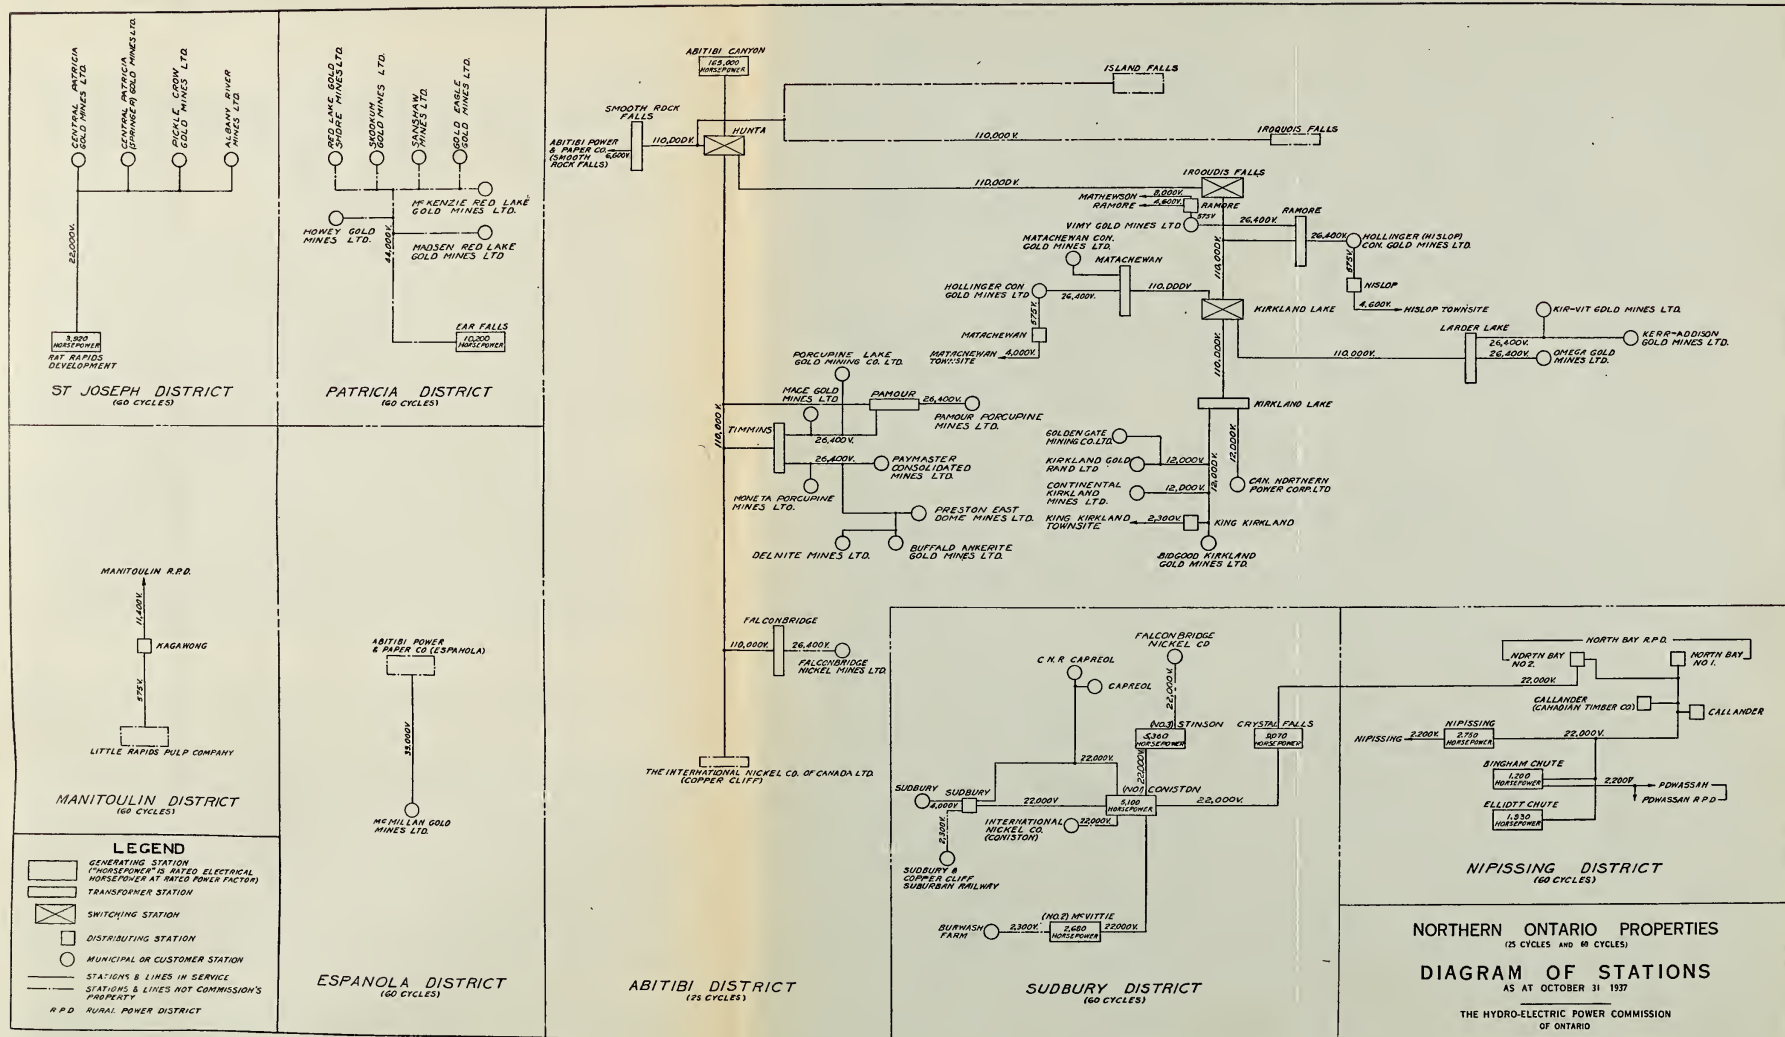 CENTRAL PATRICIA
GOLD MINES LTD.
CENTRAL PATRICIA
(SPRINGER) GOLD MINES LTD.
PICKLE CROW
GOLD MINES LTD.
ALBANY RIVER
MINES LTD.
22,000V.
3,920
HORSEPOWER
RAT RAPIDS
DEVELOPMENT
ST JOSEPH DISTRICT
(60 CYCLES)
RED LAKE GOLD
SHORE MINES LTD.
SKOOKUM
GOLD MINES LTD.
SANSHAW
MINES LTD.
GOLD EAGLE
GOLD MINES LTD.
McKENZIE RED LAKE
GOLD MINES LTD.
HOWEY GOLD
MINES LTD.
44,000V.
MADSEN RED LAKE
GOLD MINES LTD
EAR FALLS
10,200
HORSEPOWER
PATRICIA DISTRICT
(60 CYCLES)
MANITOULIN R.P.D.
11,400V.
KAGAWONG
575V.
LITTLE RAPIDS PULP COMPANY
MANITOULIN DISTRICT
(60 CYCLES)
ABITIBI POWER
& PAPER CO (ESPANOLA)
33,000V
McMILLAN GOLD
MINES LTD.
ESPANOLA DISTRICT
(60 CYCLES)
LEGEND
GENERATING STATION
("HORSEPOWER" IS RATED ELECTRICAL
HORSEPOWER AT RATED POWER FACTOR)
TRANSFORMER STATION
SWITCHING STATION
DISTRIBUTING STATION
MUNICIPAL OR CUSTOMER STATION
STATIONS & LINES IN SERVICE
STATIONS & LINES NOT COMMISSION'S
PROPERTY
R.P.D RURAL POWER DISTRICT
ABITIBI CANYON
165,000
HORSEPOWER
ISLAND FALLS
SMOOTH ROCK
FALLS
HUNTA
110,000V.
ABITIBI POWER
& PAPER CO.
(SMOOTH
ROCK FALLS)
6,600V.
110,000V.
IROQUOIS FALLS
110,000V.
IROQUOIS FALLS
MATHEWSON
8,000V.
RAMORE
4,600V.
RAMORE
575V
VIMY GOLD MINES LTD
26,400V.
RAMORE
26,400V.
HOLLINGER (HISLOP)
CON. GOLD MINES LTD.
575V.
HISLOP
4,600V.
HISLOP TOWNSITE
110,000V.
MATACHEWAN CON.
GOLD MINES LTD.
MATACHEWAN
HOLLINGER CON
GOLD MINES LTD
26,400V.
110,000V
KIRKLAND LAKE
575V.
MATACHEWAN
MATACHEWAN
TOWNSITE
4,000V.
110,000V.
110,000V.
LARDER LAKE
KIR-VIT GOLD MINES LTD.
26,400V.
KERR-ADDISON
GOLD MINES LTD.
26,400V.
OMEGA GOLD
MINES LTD.
KIRKLAND LAKE
PORCUPINE LAKE
GOLD MINING CO. LTD.
MACE GOLD
MINES LTD
PAMOUR
26,400V.
PAMOUR PORCUPINE
MINES LTD.
110,000V.
TIMMINS
26,400V.
26,400V.
PAYMASTER
CONSOLIDATED
MINES LTD.
MONETA PORCUPINE
MINES LTD.
PRESTON EAST
DOME MINES LTD.
DELNITE MINES LTD.
BUFFALO ANKERITE
GOLD MINES LTD.
GOLDEN GATE
MINING CO. LTD.
KIRKLAND GOLD
RAND LTD
12,000V.
12,000V.
12,000V.
CONTINENTAL
KIRKLAND
MINES LTD.
12,000V.
CAN. NORTHERN
POWER CORP. LTD
KING KIRKLAND
TOWNSITE
2,300V.
KING KIRKLAND
BIDGOOD KIRKLAND
GOLD MINES LTD.
FALCONBRIDGE
110,000V.
26,400V.
FALCONBRIDGE
NICKEL MINES LTD.
THE INTERNATIONAL NICKEL CO. OF CANADA LTD.
(COPPER CLIFF)
ABITIBI DISTRICT
(25 CYCLES)
FALCONBRIDGE
NICKEL CO
C.N.R CAPREOL
CAPREOL
22,000V.
(NO.3) STINSON
5,360
HORSEPOWER
CRYSTAL FALLS
HORSEPOWER
22,000V.
22,000V
SUDBURY
4,000V
SUDBURY
22,000V
(NO1) CONISTON
5,100
HORSEPOWER
22,000V.
INTERNATIONAL
NICKEL CO.
(CONISTON)
22,000V.
2,300V.
SUDBURY &
COPPER CLIFF
SUBURBAN RAILWAY
BURWASH
FARM
2,300V.
(NO.2) McVITTIE
2,680
HORSEPOWER
22,000V.
SUDBURY DISTRICT
(60 CYCLES)
NORTH BAY R.P.D.
NORTH BAY
NO 2.
NORTH BAY
NO 1.
22,000V.
CALLANDER
(CANADIAN TIMBER CO)
CALLANDER
NIPISSING
NIPISSING
2,200V.
2,750
HORSEPOWER
22,000V.
BINGHAM CHUTE
1,200
HORSEPOWER
2,200V
POWASSAN
POWASSAN R P D
ELLIOTT CHUTE
1,930
HORSEPOWER
NIPISSING DISTRICT
(60 CYCLES)
NORTHERN ONTARIO PROPERTIES
(25 CYCLES AND 60 CYCLES)
DIAGRAM OF STATIONS
AS AT OCTOBER 31 1937
THE HYDRO-ELECTRIC POWER COMMISSION
OF ONTARIO